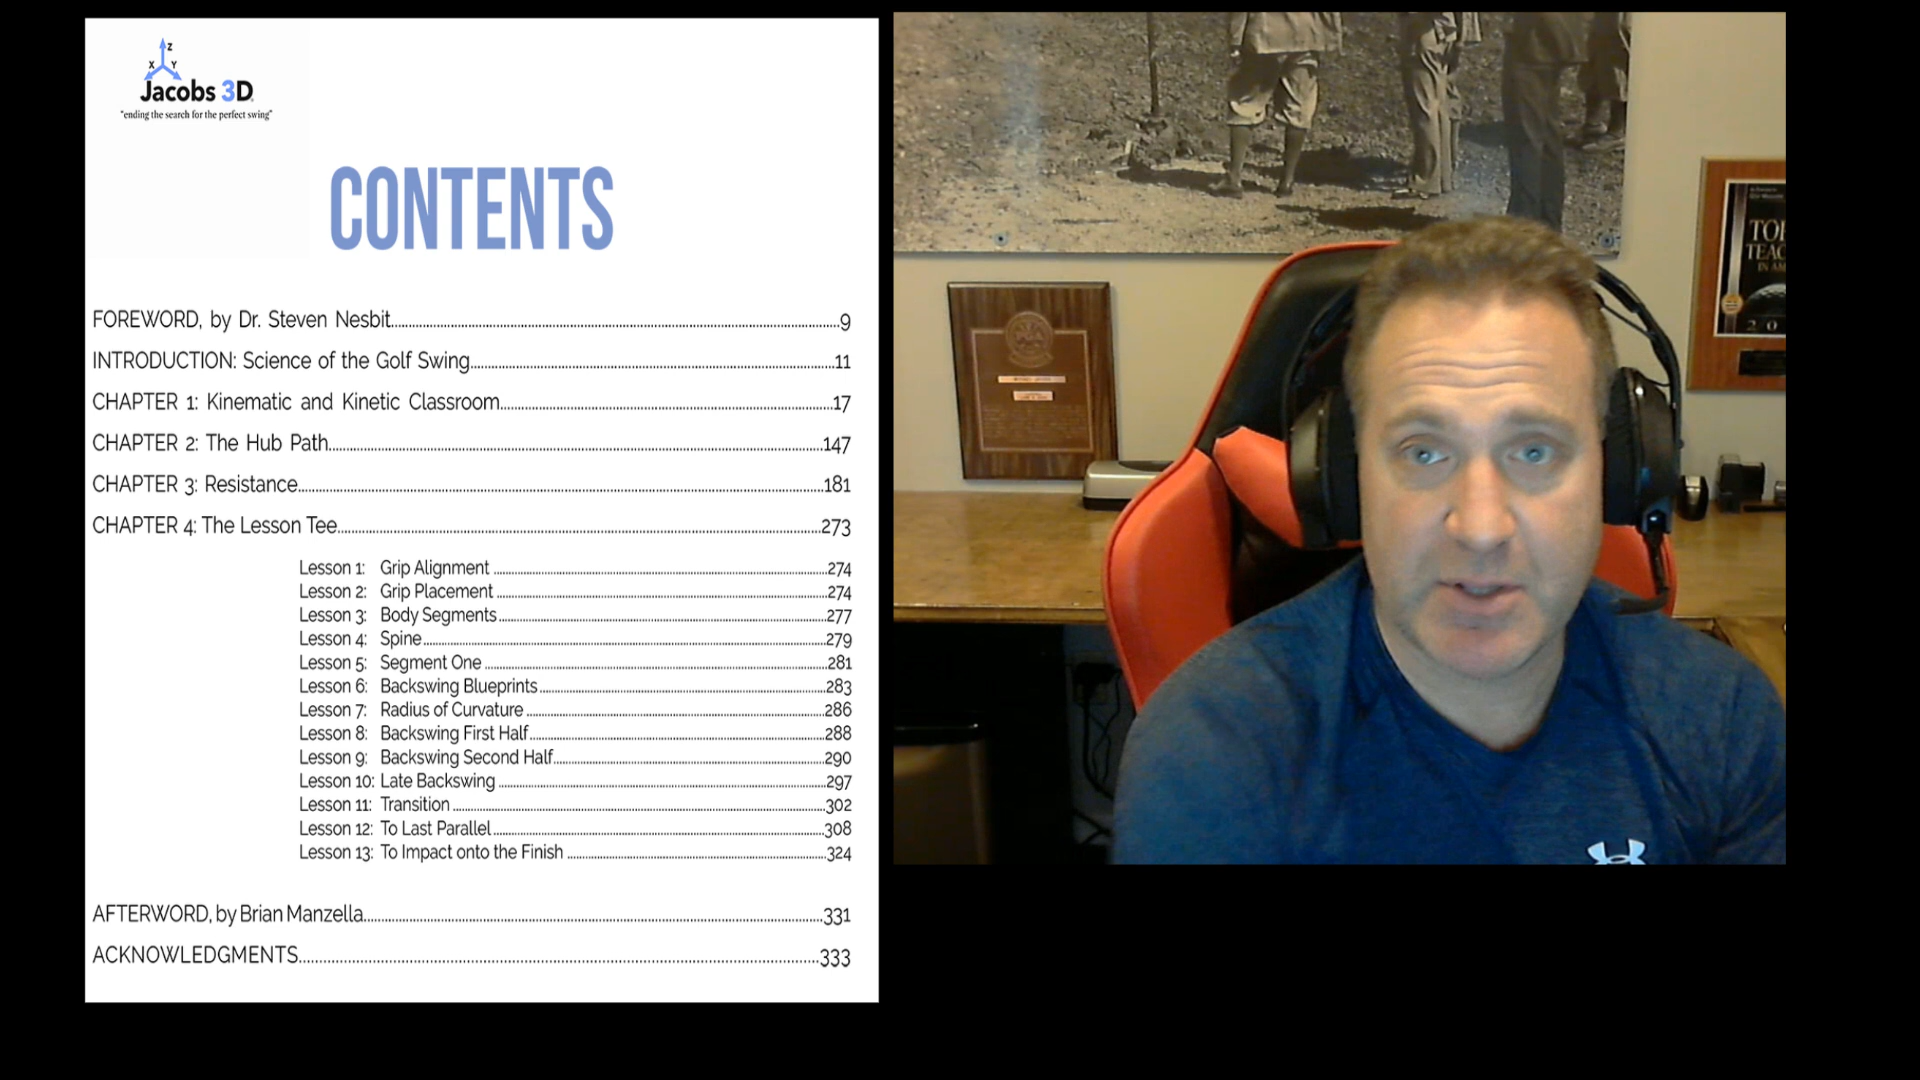 Z
X Y
Jacobs 3D
"ending the search for the perfect swing"
CONTENTS
FOREWORD, by Dr. Steven Nesbit...9
INTRODUCTION: Science of the Golf Swing...11
CHAPTER 1: Kinematic and Kinetic Classroom...17
CHAPTER 2: The Hub Path...147
CHAPTER 3: Resistance...181
CHAPTER 4: The Lesson Tee...273
Lesson 1: Grip Alignment...274
Lesson 2: Grip Placement...274
Lesson 3: Body Segments...277
Lesson 4: Spine...279
Lesson 5: Segment One...281
Lesson 6: Backswing Blueprints...283
Lesson 7: Radius of Curvature...286
Lesson 8: Backswing First Half...288
Lesson 9: Backswing Second Half...290
Lesson 10: Late Backswing...297
Lesson 11: Transition...302
Lesson 12: To Last Parallel...308
Lesson 13: To Impact onto the Finish...324
AFTERWORD, by Brian Manzella...331
ACKNOWLEDGMENTS...333
TOP
TEAC
IN AM
2 0